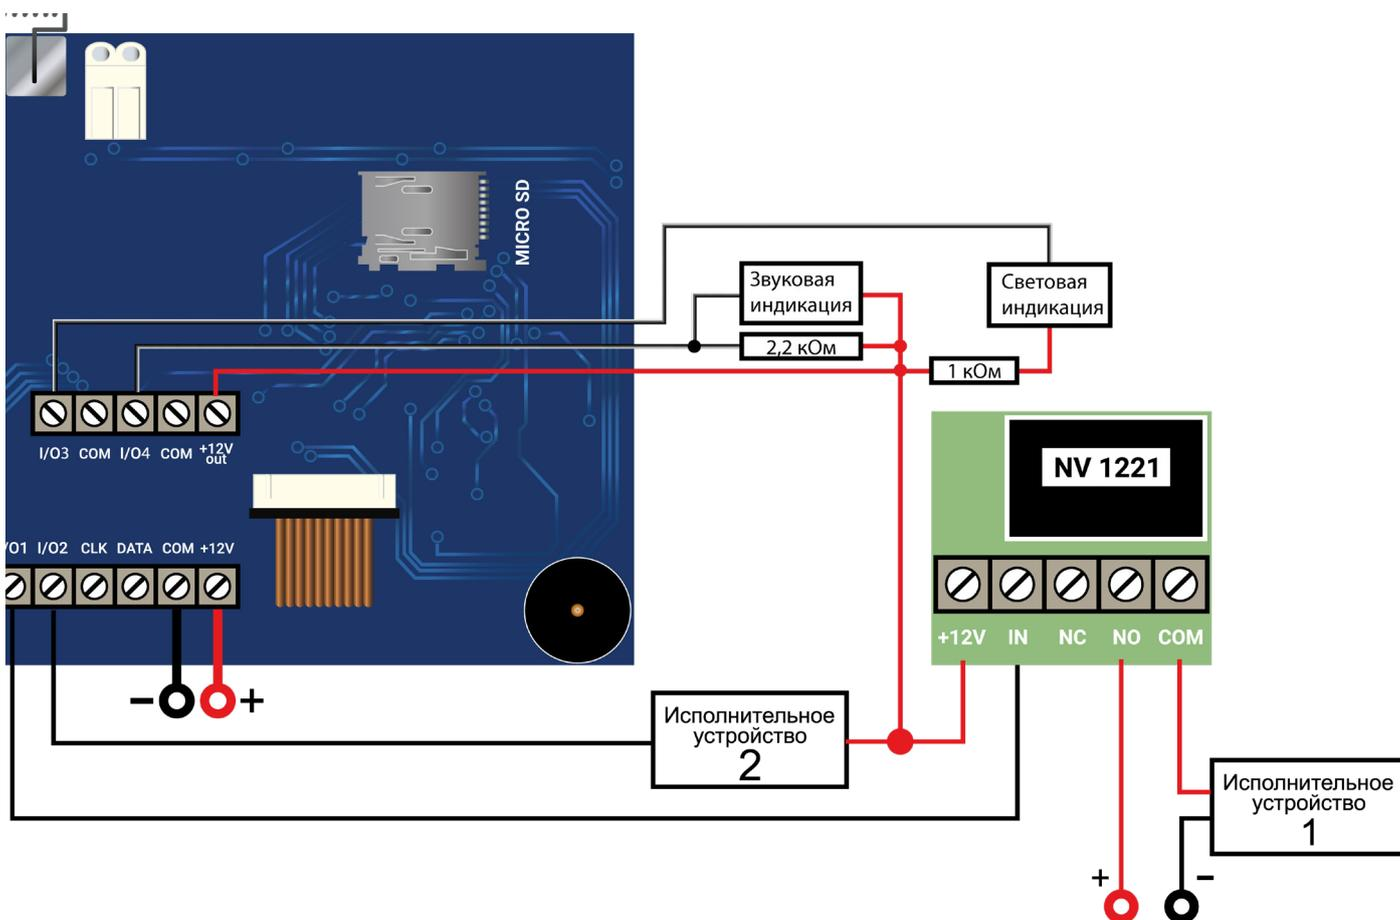 MICRO SD
Звуковая
индикация
2,2 кОм
Световая
индикация
1 кОм
I/O3 COM I/O4 COM +12V
out
NV 1221
/O1 I/O2 CLK DATA COM +12V
+12V IN NC NO COM
− +
Исполнительное
устройство
2
Исполнительное
устройство
1
+ −